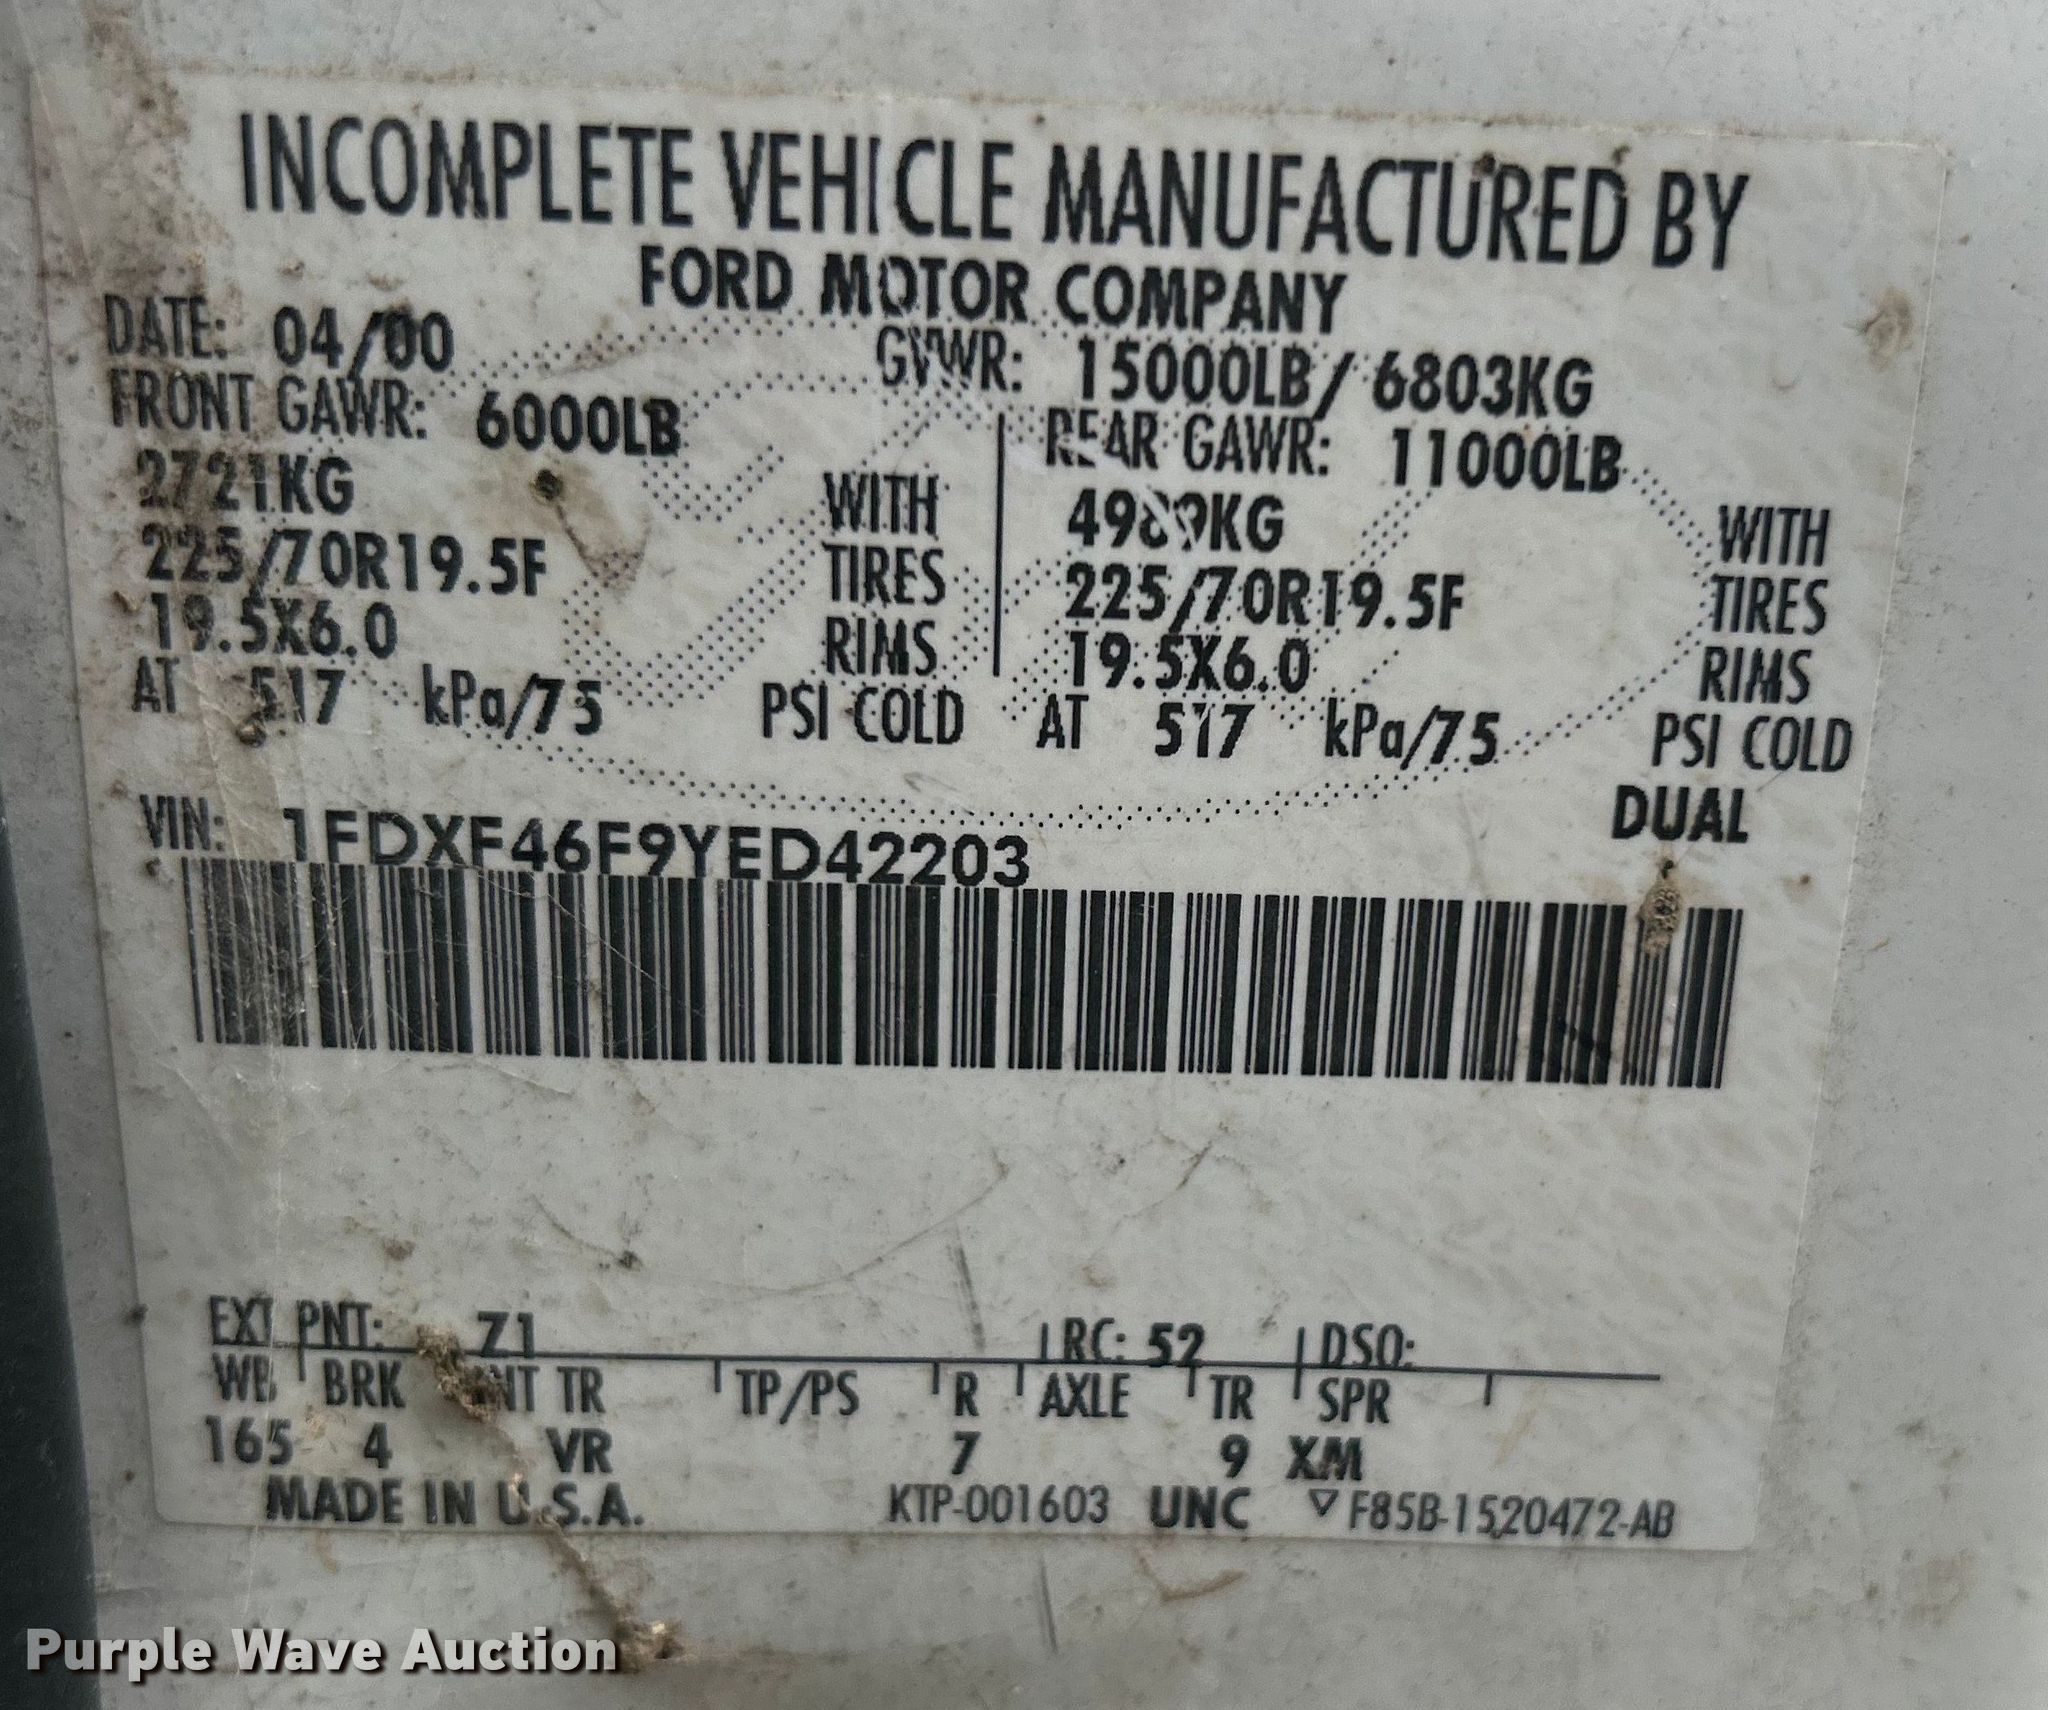 INCOMPLETE VEHICLE MANUFACTURED BY
FORD MOTOR COMPANY
DATE: 04/00 GVWR: 15000LB/ 6803KG
FRONT GAWR: 6000LB REAR GAWR: 11000LB
2721KG WITH 4989KG WITH
225/70R19.5F TIRES 225/70R19.5F TIRES
19.5X6.0 RIMS 19.5X6.0 RIMS
AT 517 kPa/75 PSI COLD AT 517 kPa/75 PSI COLD
DUAL
VIN: 1FDXF46F9YED42203
EXT PNT: Z1 RC: 52 DSO:
WB BRK INT TR TP/PS R AXLE TR SPR
165 4 VR 7 9 XM
MADE IN U.S.A. KTP-001603 UNC ▽ F85B-1520472-AB
Purple Wave Auction